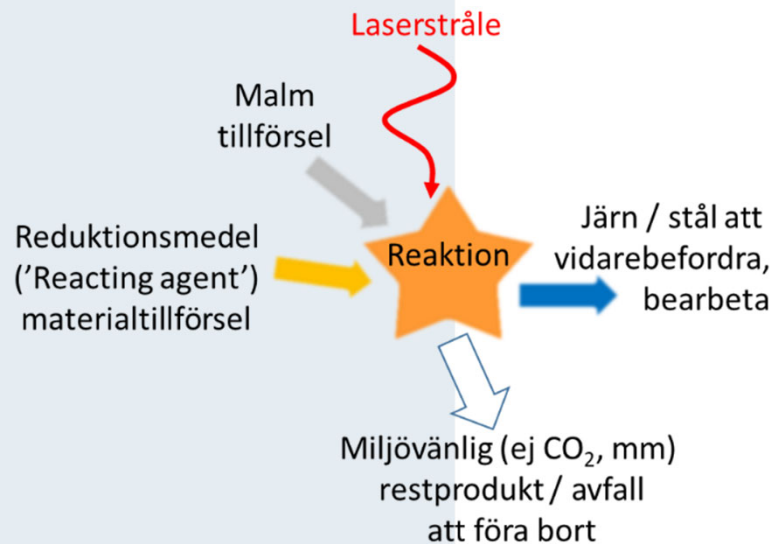 Laserstråle
Malm
tillförsel
Reduktionsmedel
('Reacting agent')
materialtillförsel
Reaktion
Järn / stål att
vidarebefordra,
bearbeta
Miljövänlig (ej CO₂, mm)
restprodukt / avfall
att föra bort